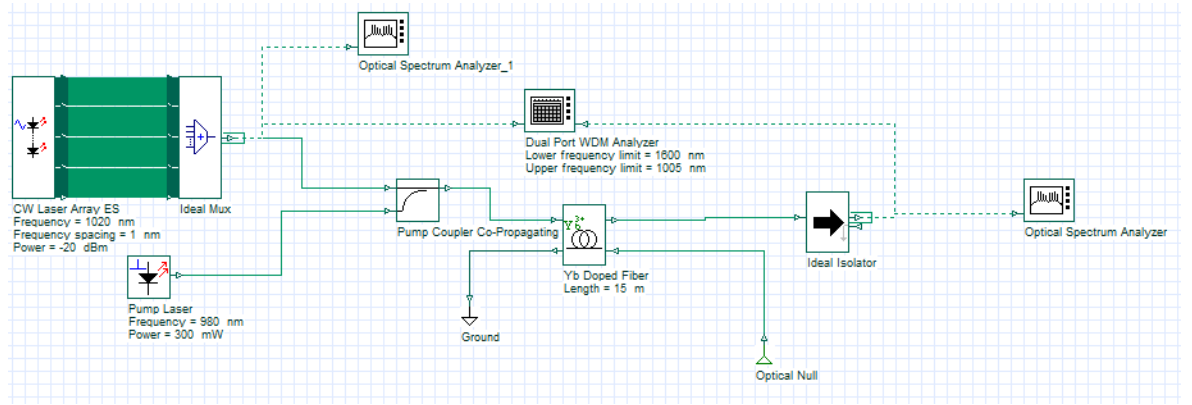 Optical Spectrum Analyzer_1
Dual Port WDM Analyzer
Lower frequency limit = 1600 nm
Upper frequency limit = 1005 nm
CW Laser Array ES
Frequency = 1020 nm
Frequency spacing = 1 nm
Power = -20 dBm
Ideal Mux
Pump Coupler Co-Propagating
Optical Spectrum Analyzer
Ideal Isolator
Yb Doped Fiber
Length = 15 m
Pump Laser
Frequency = 980 nm
Power = 300 mW
Ground
Optical Null